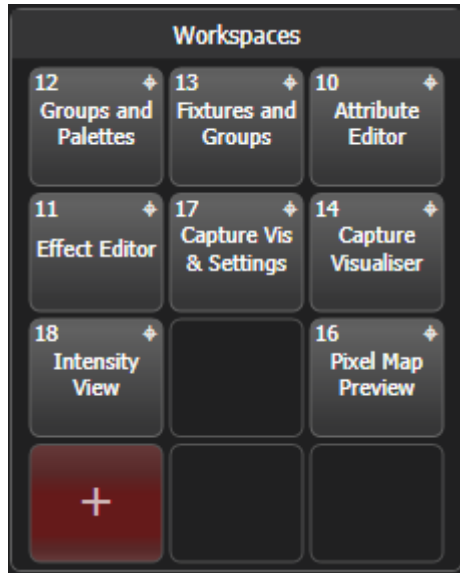 Workspaces
12
Groups and
Palettes
13
Fixtures and
Groups
10
Attribute
Editor
11
Effect Editor
17
Capture Vis
& Settings
14
Capture
Visualiser
18
Intensity
View
16
Pixel Map
Preview
+